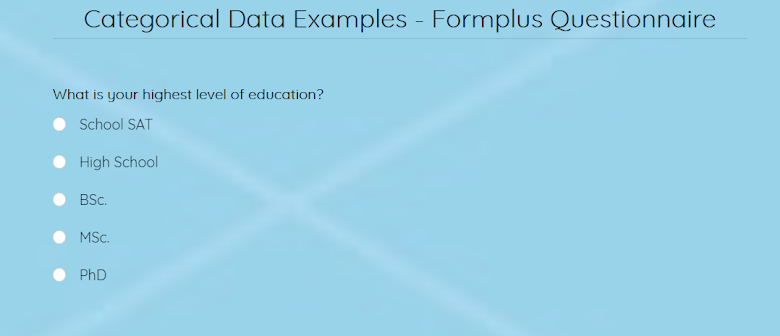 Categorical Data Examples - Formplus Questionnaire
What is your highest level of education?
School SAT
High School
BSc.
MSc.
PhD